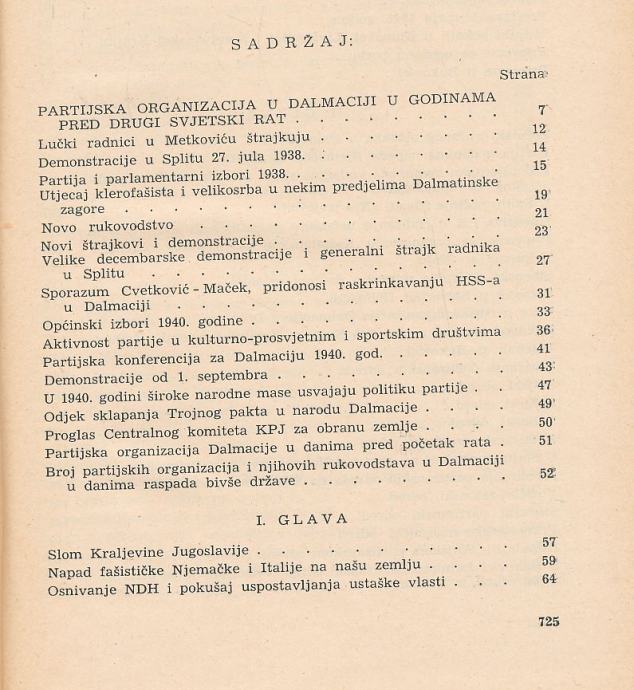 SADRŽAJ:
Strana
PARTIJSKA ORGANIZACIJA U DALMACIJI U GODINAMA
PRED DRUGI SVJETSKI RAT . . . . . . . . 7
Lučki radnici u Metkoviću štrajkuju . . . . . . . 12
Demonstracije u Splitu 27. jula 1938. . . . . . . . 14
Partija i parlamentarni izbori 1938. . . . . . . . 15
Utjecaj klerofašista i velikosrba u nekim predjelima Dalmatinske
zagore . . . . . . . . . . . . . . 19
Novo rukovodstvo . . . . . . . . . . . 21
Novi štrajkovi i demonstracije . . . . . . . . . 23
Velike decembarske demonstracije i generalni štrajk radnika
u Splitu . . . . . . . . . . . . . 27
Sporazum Cvetković - Maček, pridonosi raskrinkavanju HSS-a
u Dalmaciji . . . . . . . . . . . . 31
Općinski izbori 1940. godine . . . . . . . . . 33
Aktivnost partije u kulturno-prosvjetnim i sportskim društvima 36
Partijska konferencija za Dalmaciju 1940. god. . . . . . 41
Demonstracije od 1. septembra . . . . . . . . . 43
U 1940. godini široke narodne mase usvajaju politiku partije . . 47
Odjek sklapanja Trojnog pakta u narodu Dalmacije . . . . 49
Proglas Centralnog komiteta KPJ za obranu zemlje . . . . 50
Partijska organizacija Dalmacije u danima pred početak rata . 51
Broj partijskih organizacija i njihovih rukovodstava u Dalmaciji
u danima raspada bivše države . . . . . . . . 52
I. GLAVA
Slom Kraljevine Jugoslavije . . . . . . . . . . 57
Napad fašističke Njemačke i Italije na našu zemlju . . . . 59
Osnivanje NDH i pokušaj uspostavljanja ustaške vlasti . . . 64
725